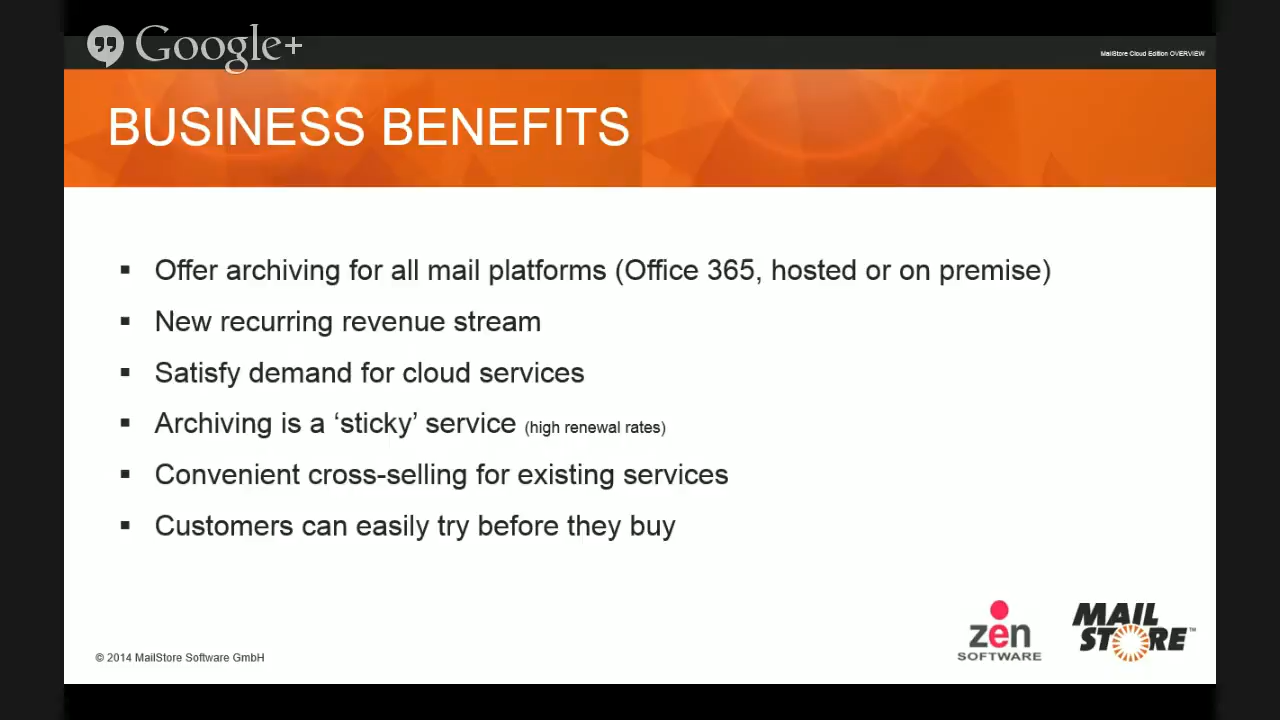 Google+
MailStore Cloud Edition OVERVIEW
BUSINESS BENEFITS
▪ Offer archiving for all mail platforms (Office 365, hosted or on premise)
▪ New recurring revenue stream
▪ Satisfy demand for cloud services
▪ Archiving is a ‘sticky’ service (high renewal rates)
▪ Convenient cross-selling for existing services
▪ Customers can easily try before they buy
zen
SOFTWARE
MAIL
STORE™
© 2014 MailStore Software GmbH